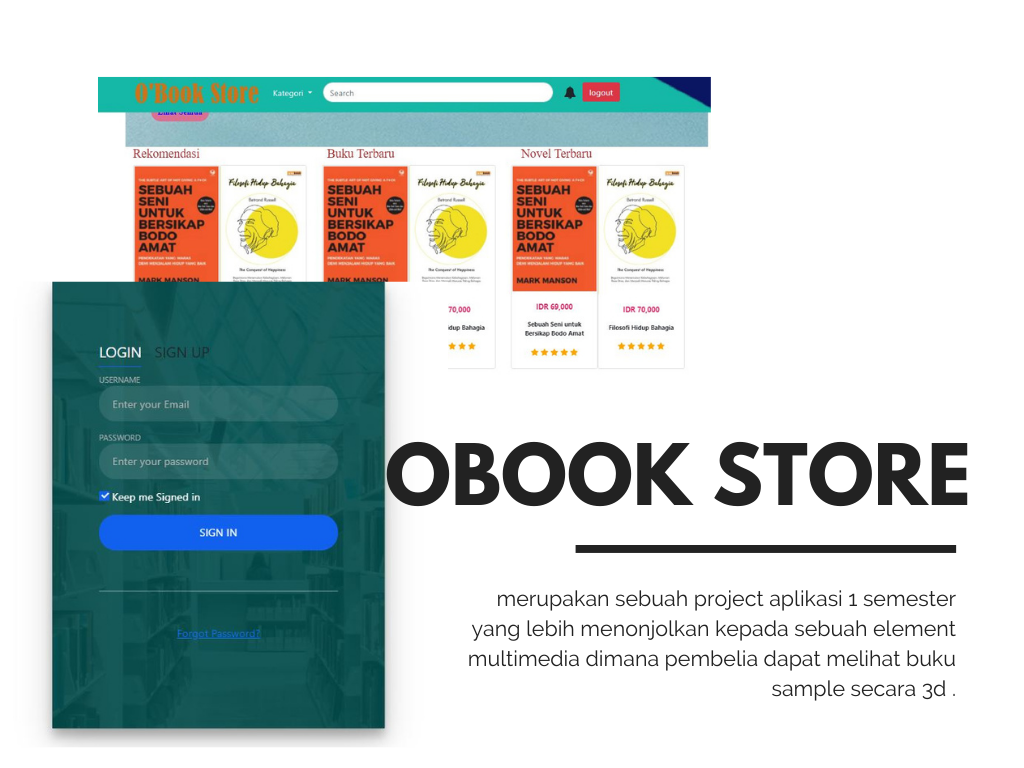 O'Book Store
Kategori
Search
logout
Rekomendasi
Buku Terbaru
Novel Terbaru
SEBUAH
SENI
UNTUK
BERSIKAP
BODO
AMAT
MARK MANSON
Filosofi Hidup Bahagia
Bertrand Russell
The Conquest of Happiness
SEBUAH
SENI
UNTUK
BERSIKAP
BODO
AMAT
MARK MANSON
Filosofi Hidup Bahagia
Bertrand Russell
The Conquest of Happiness
70,000
idup Bahagia
SEBUAH
SENI
UNTUK
BERSIKAP
BODO
AMAT
MARK MANSON
IDR 69,000
Sebuah Seni untuk
Bersikap Bodo Amat
Filosofi Hidup Bahagia
Bertrand Russell
The Conquest of Happiness
IDR 70,000
Filosofi Hidup Bahagia
LOGIN SIGN UP
USERNAME
Enter your Email
PASSWORD
Enter your password
Keep me Signed in
SIGN IN
Forgot Password?
OBOOK STORE
merupakan sebuah project aplikasi 1 semester
yang lebih menonjolkan kepada sebuah element
multimedia dimana pembelia dapat melihat buku
sample secara 3d .